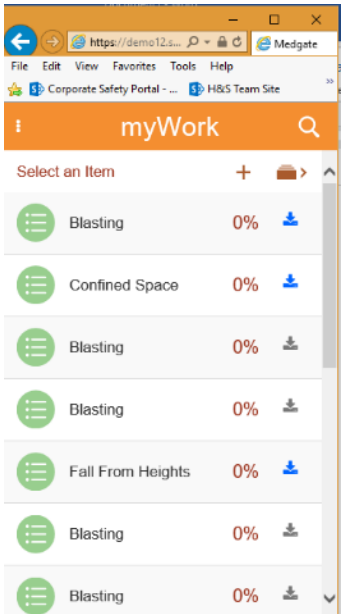 https://demo12.s...
Medgate
File Edit View Favorites Tools Help
Corporate Safety Portal - ... H&S Team Site
myWork
Select an Item
Blasting 0%
Confined Space 0%
Blasting 0%
Blasting 0%
Fall From Heights 0%
Blasting 0%
Blasting 0%